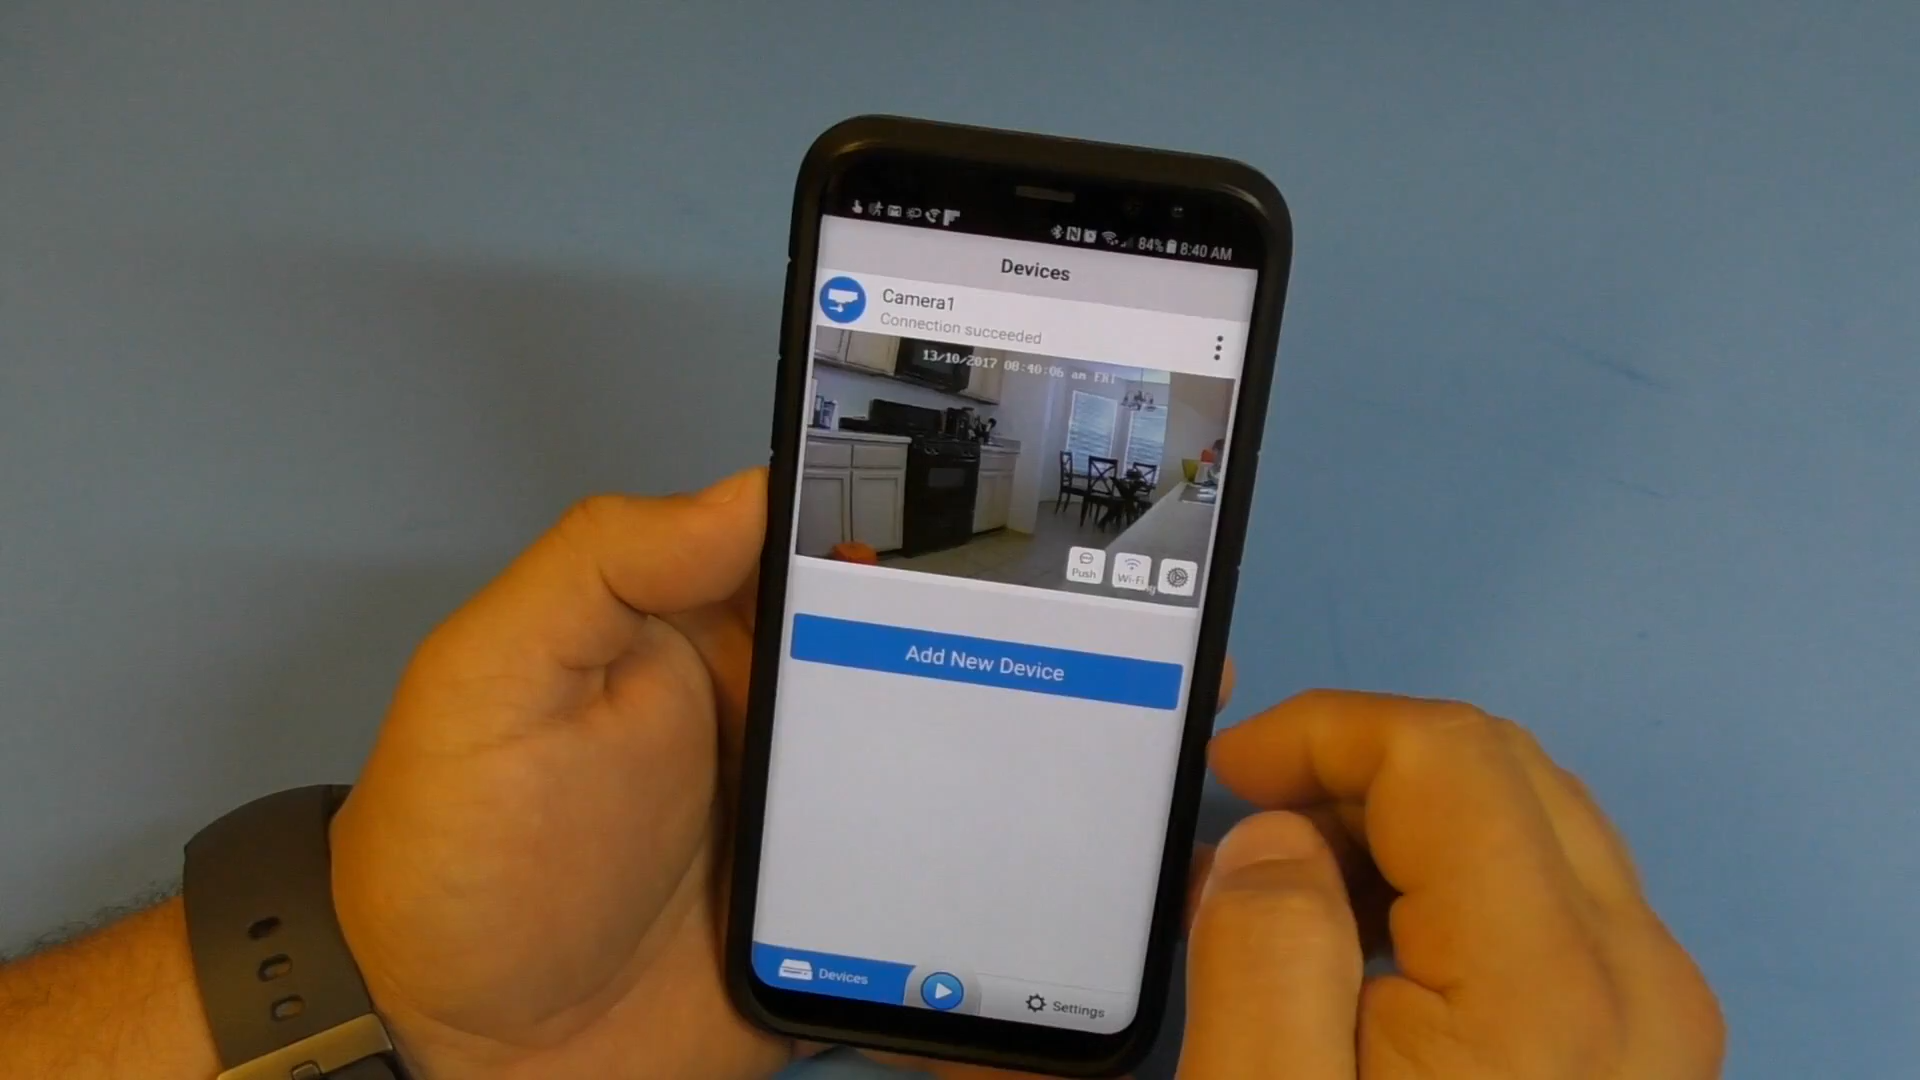 84% 8:40 AM
Devices
Camera1
Connection succeeded
13/10/2017 08:40:06 am FRI
Push
Wi-Fi
Add New Device
Devices
Settings